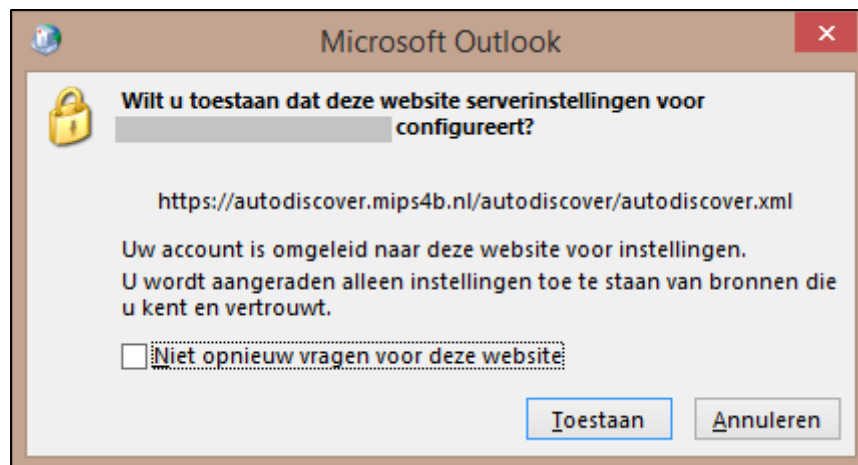 Microsoft Outlook
Wilt u toestaan dat deze website serverinstellingen voor
configureert?
https://autodiscover.mips4b.nl/autodiscover/autodiscover.xml
Uw account is omgeleid naar deze website voor instellingen.
U wordt aangeraden alleen instellingen toe te staan van bronnen die
u kent en vertrouwt.
Niet opnieuw vragen voor deze website
Toestaan Annuleren